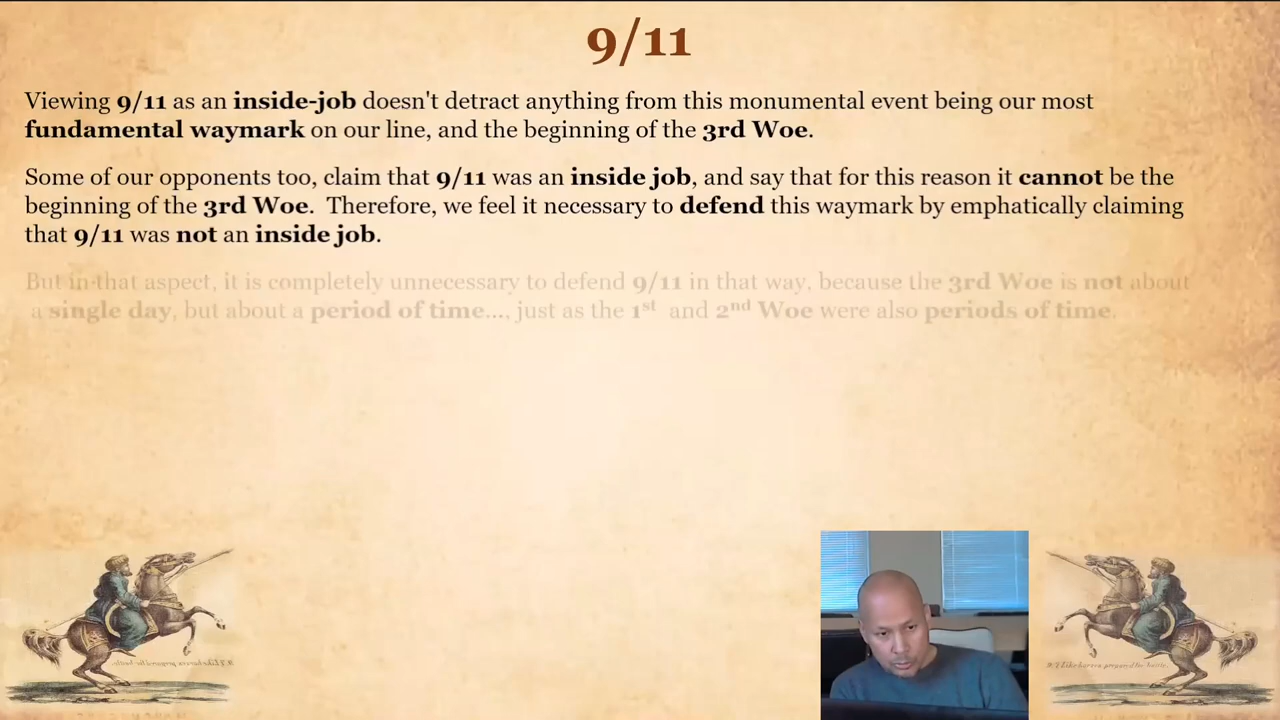 9/11
Viewing 9/11 as an inside-job doesn't detract anything from this monumental event being our most
fundamental waymark on our line, and the beginning of the 3rd Woe.
Some of our opponents too, claim that 9/11 was an inside job, and say that for this reason it cannot be the
beginning of the 3rd Woe.  Therefore, we feel it necessary to defend this waymark by emphatically claiming
that 9/11 was not an inside job.
But in that aspect, it is completely unnecessary to defend 9/11 in that way, because the 3rd Woe is not about
a single day, but about a period of time..., just as the 1st and 2nd Woe were also periods of time.